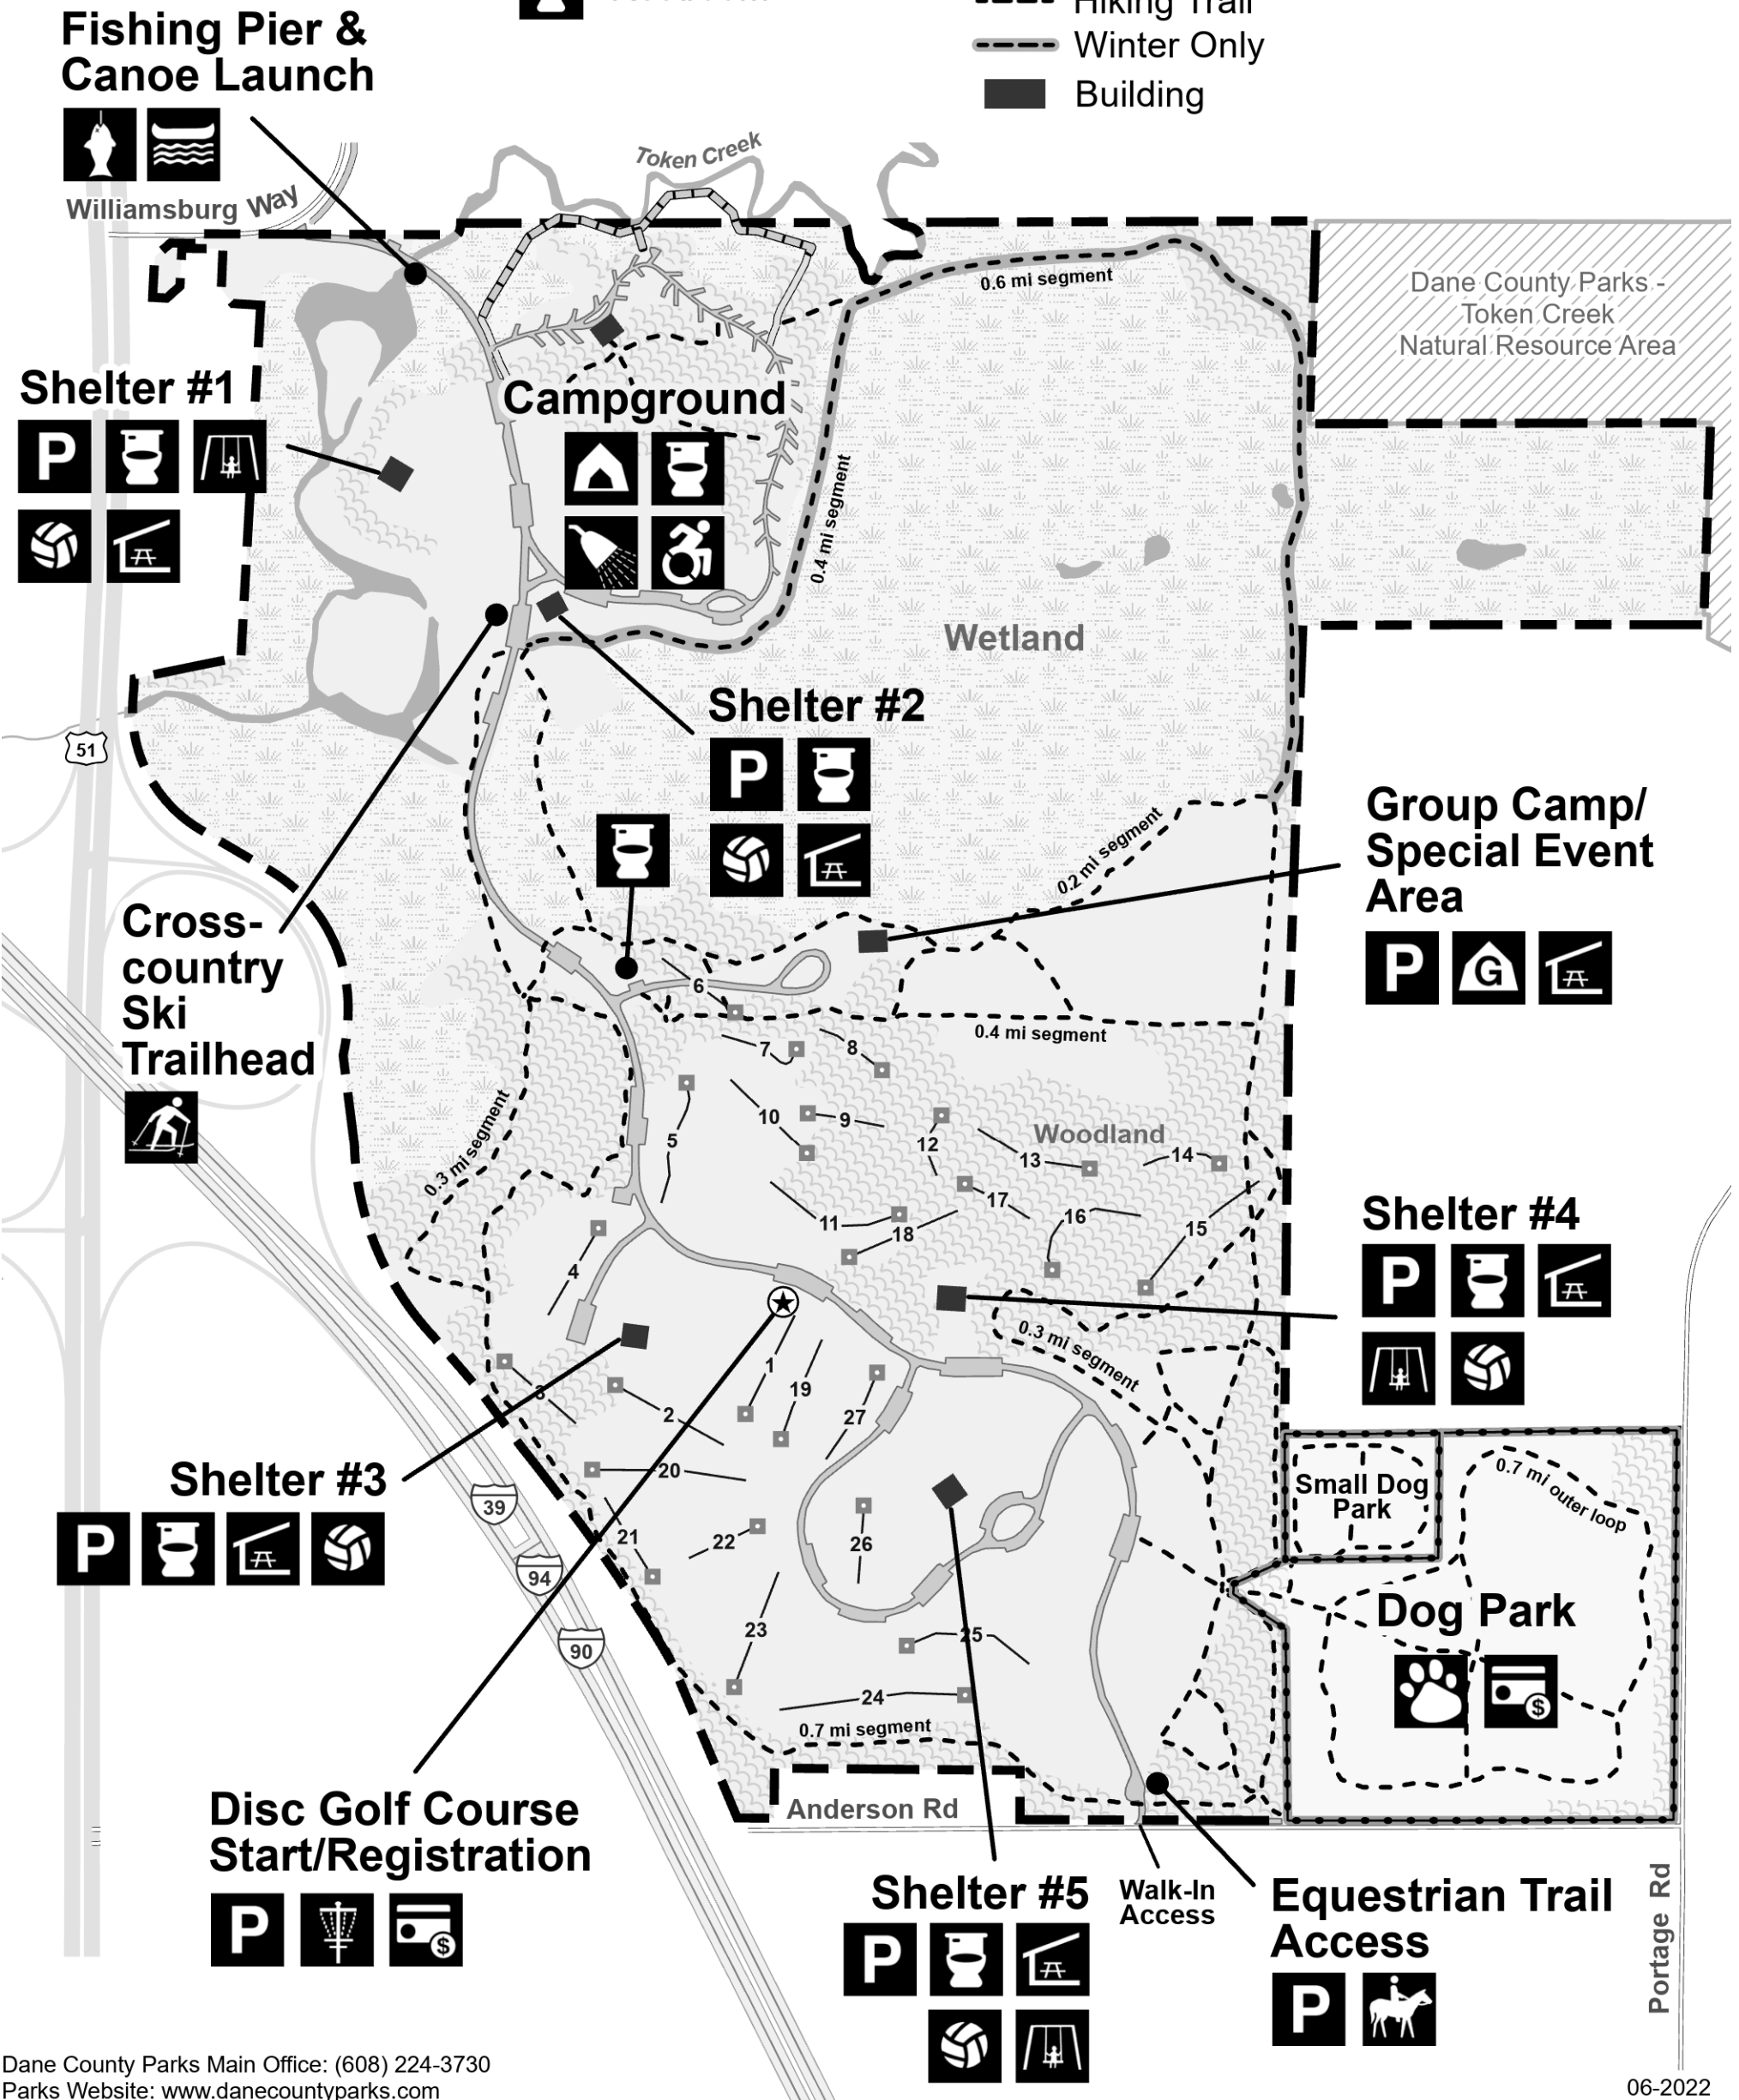 Hiking Trail
Winter Only
Building
Fishing Pier &
Canoe Launch
Token Creek
Williamsburg Way
0.6 mi segment
Dane County Parks -
Token Creek
Natural Resource Area
Shelter #1
P
Campground
0.4 mi segment
Wetland
Shelter #2
P
51
Group Camp/
Special Event
Area
P G
0.2 mi segment
Cross-
country
Ski
Trailhead
6
0.4 mi segment
7
8
10
9
5
12
Woodland
13
14
0.3 mi segment
17
16
11
18
15
4
Shelter #4
P
0.3 mi segment
1
19
3
2
27
20
Shelter #3
P
39
94
90
21
22
26
Small Dog
Park
0.7 mi outer loop
Dog Park
$
23
25
24
0.7 mi segment
Anderson Rd
Disc Golf Course
Start/Registration
P $
Shelter #5
P
Walk-In
Access
Equestrian Trail
Access
P
Portage Rd
Dane County Parks Main Office: (608) 224-3730
Parks Website: www.danecountyparks.com
06-2022